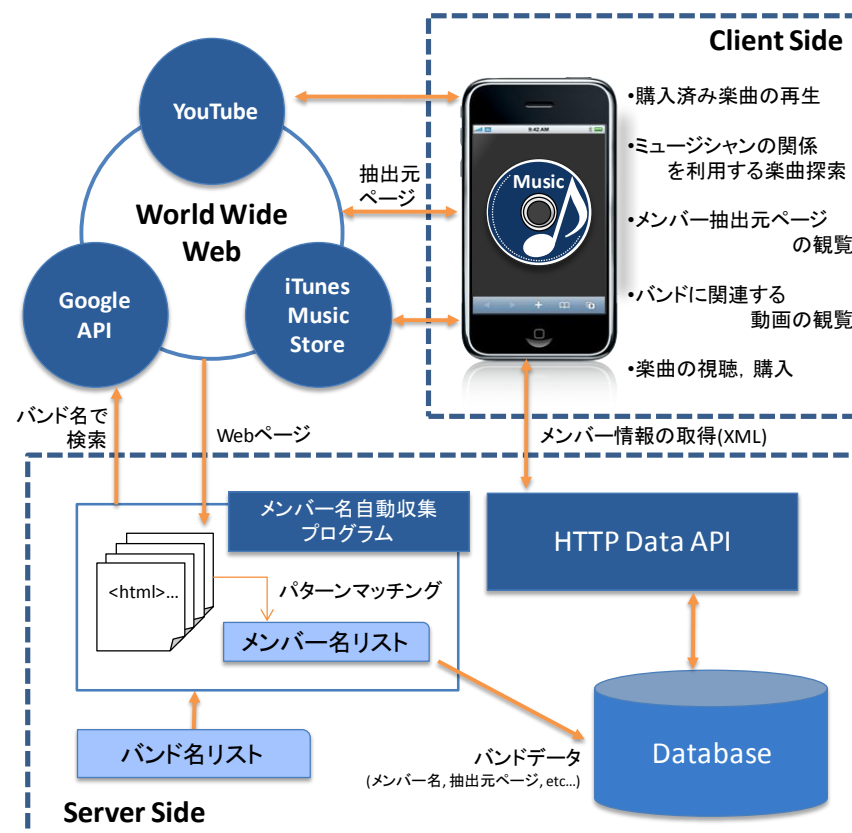 Client Side
YouTube
World Wide
Web
Google
API
iTunes
Music
Store
抽出元
ページ
9:42 AM
Music
•購入済み楽曲の再生
•ミュージシャンの関係
を利用する楽曲探索
•メンバー抽出元ページ
の観覧
•バンドに関連する
動画の観覧
•楽曲の視聴, 購入
バンド名で
検索
Webページ
メンバー情報の取得(XML)
メンバー名自動収集
プログラム
<html>...
パターンマッチング
メンバー名リスト
バンド名リスト
HTTP Data API
Database
バンドデータ
(メンバー名, 抽出元ページ, etc...)
Server Side